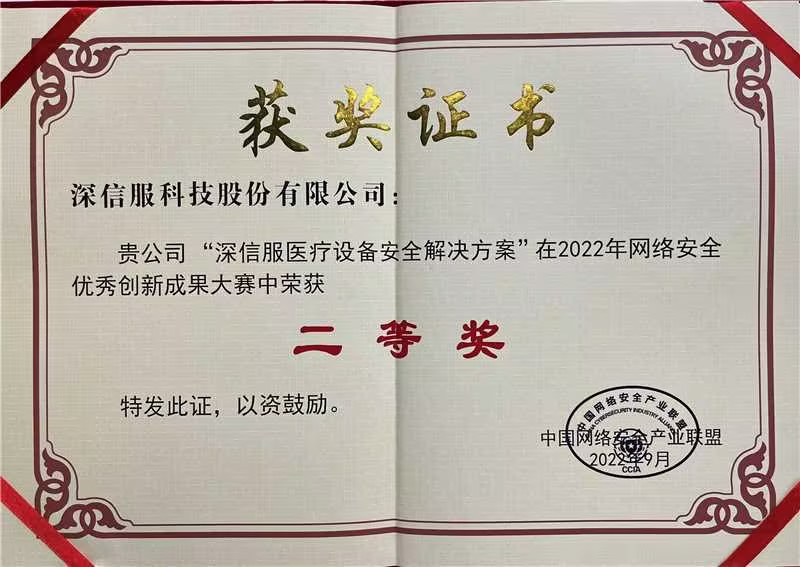 获奖证书
深信服科技股份有限公司：
贵公司“深信服医疗设备安全解决方案”在2022年网络安全
优秀创新成果大赛中荣获
二等奖
特发此证，以资鼓励。
中国网络安全产业联盟
CHINA CYBERSECURITY INDUSTRY ALLIANCE
中国网络安全产业联盟
2022年9月
CCIA